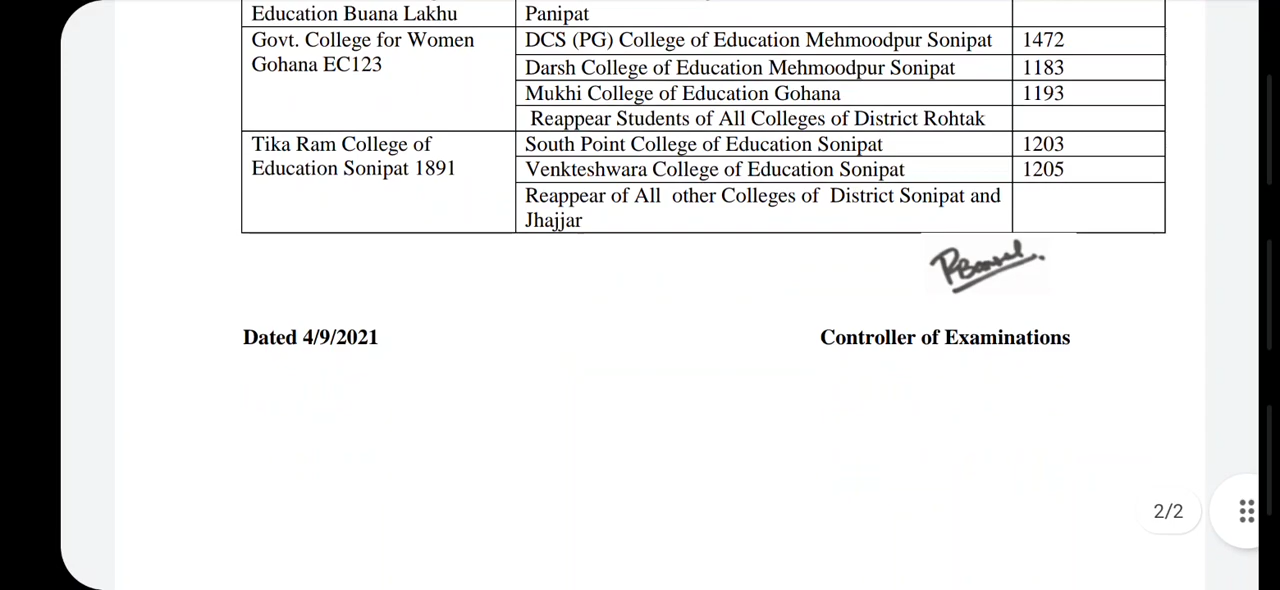 Education Buana Lakhu
Panipat
Govt. College for Women
Gohana EC123
DCS (PG) College of Education Mehmoodpur Sonipat 1472
Darsh College of Education Mehmoodpur Sonipat 1183
Mukhi College of Education Gohana 1193
Reappear Students of All Colleges of District Rohtak
Tika Ram College of
Education Sonipat 1891
South Point College of Education Sonipat 1203
Venkteshwara College of Education Sonipat 1205
Reappear of All other Colleges of District Sonipat and
Jhajjar
Dated 4/9/2021
Controller of Examinations
2/2